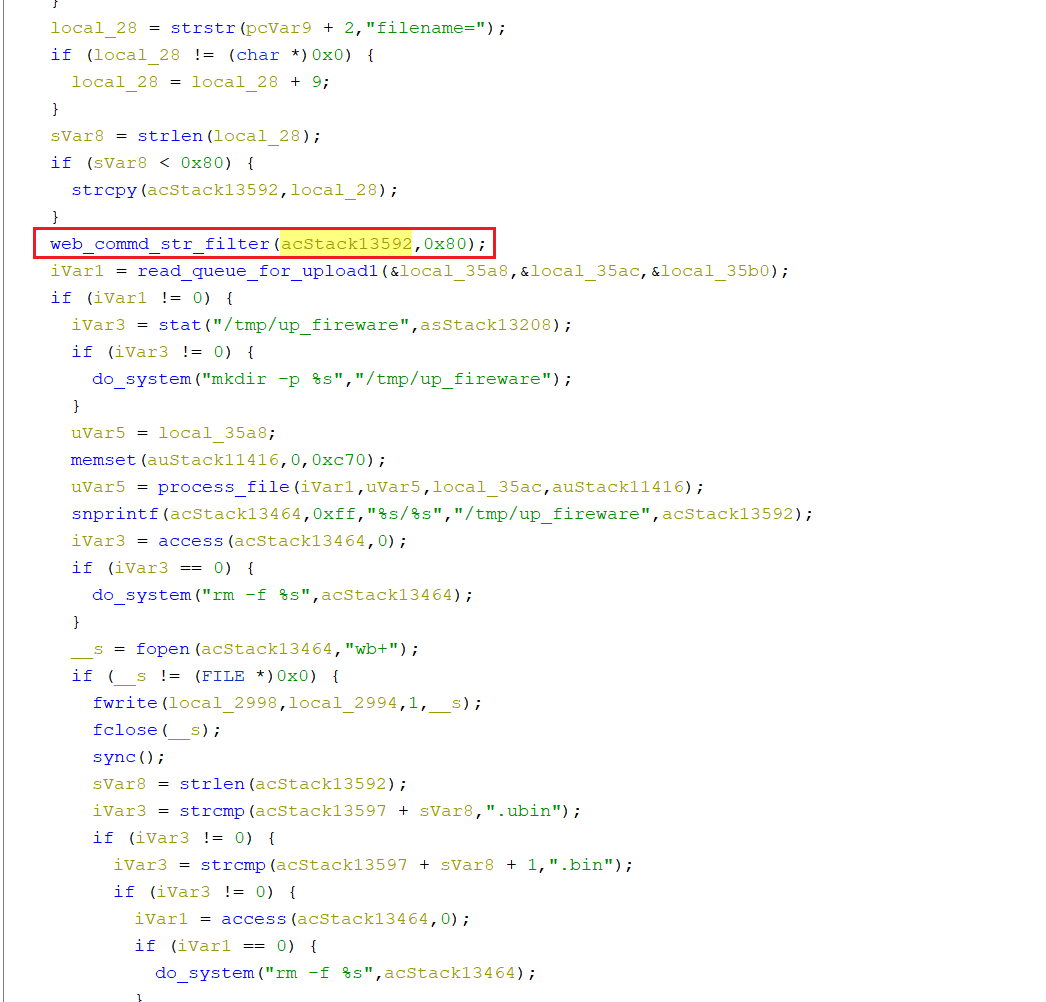 }
local_28 = strstr(pcVar9 + 2,"filename=");
if (local_28 != (char *)0x0) {
local_28 = local_28 + 9;
}
sVar8 = strlen(local_28);
if (sVar8 < 0x80) {
strcpy(acStack13592,local_28);
}
web_commd_str_filter(acStack13592,0x80);
iVar1 = read_queue_for_upload1(&local_35a8,&local_35ac,&local_35b0);
if (iVar1 != 0) {
iVar3 = stat("/tmp/up_fireware",asStack13208);
if (iVar3 != 0) {
do_system("mkdir -p %s","/tmp/up_fireware");
}
uVar5 = local_35a8;
memset(auStack11416,0,0xc70);
uVar5 = process_file(iVar1,uVar5,local_35ac,auStack11416);
snprintf(acStack13464,0xff,"%s/%s","/tmp/up_fireware",acStack13592);
iVar3 = access(acStack13464,0);
if (iVar3 == 0) {
do_system("rm -f %s",acStack13464);
}
__s = fopen(acStack13464,"wb+");
if (__s != (FILE *)0x0) {
fwrite(local_2998,local_2994,1,__s);
fclose(__s);
sync();
sVar8 = strlen(acStack13592);
iVar3 = strcmp(acStack13597 + sVar8,".ubin");
if (iVar3 != 0) {
iVar3 = strcmp(acStack13597 + sVar8 + 1,".bin");
if (iVar3 != 0) {
iVar1 = access(acStack13464,0);
if (iVar1 == 0) {
do_system("rm -f %s",acStack13464);
}